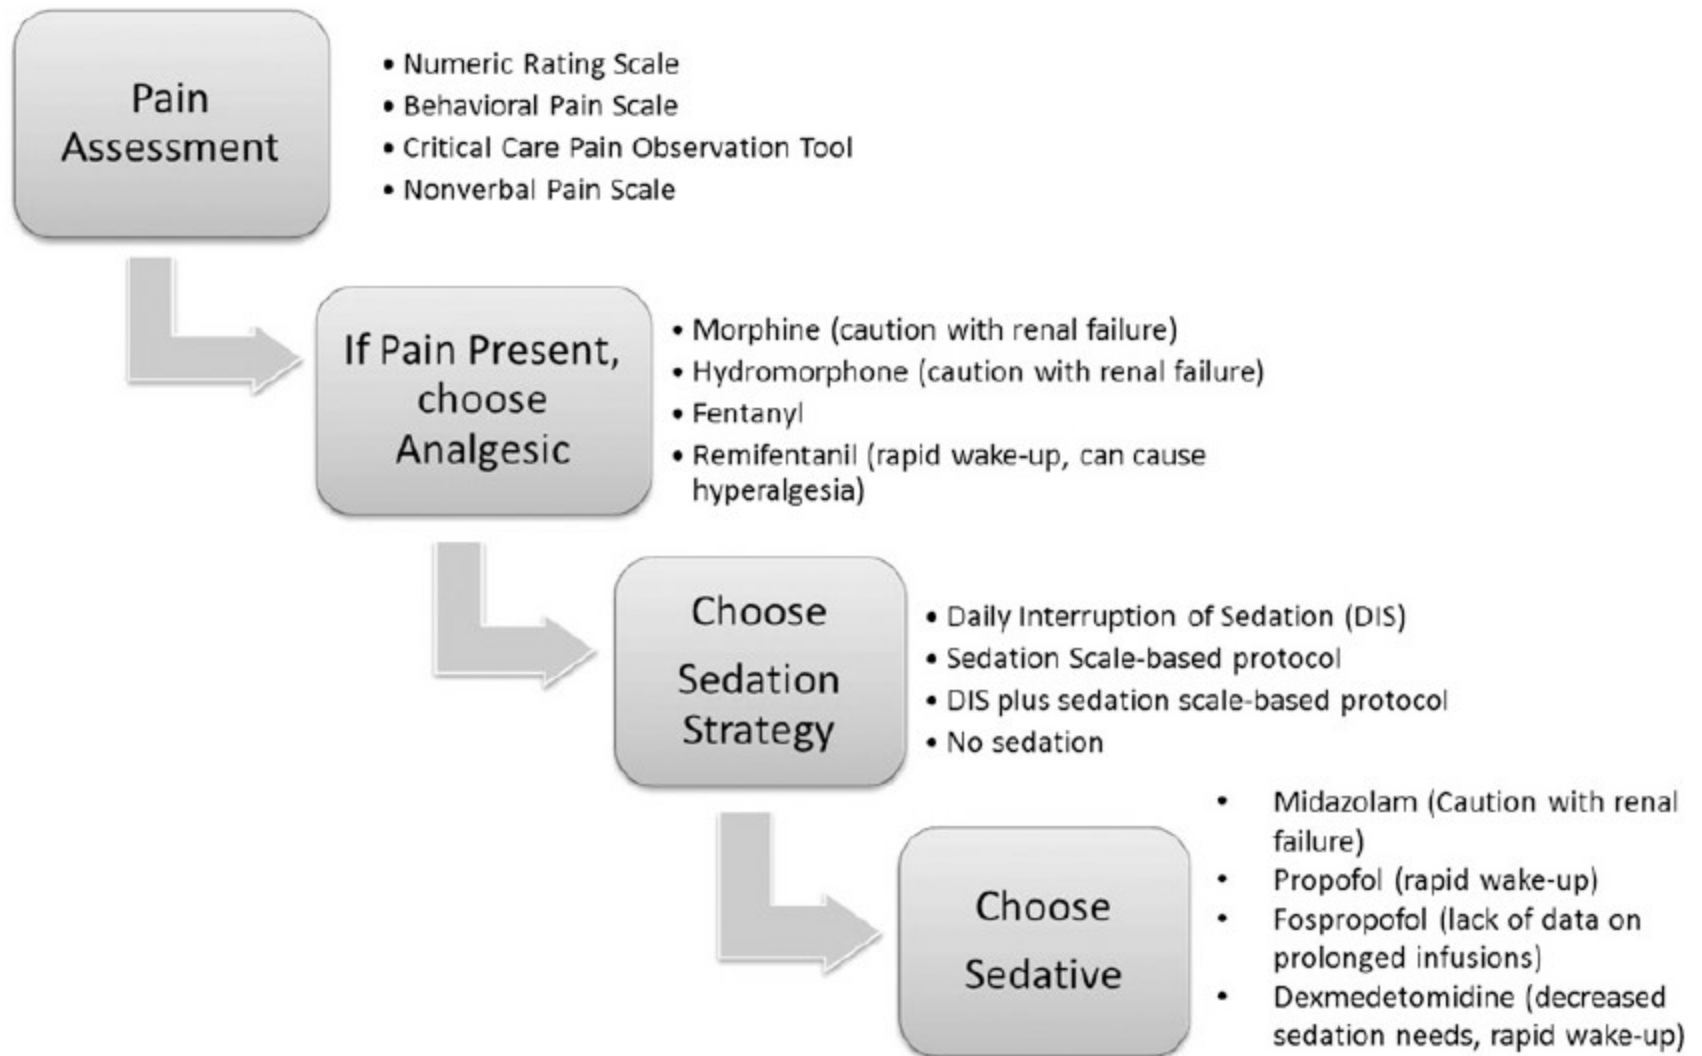 Pain
Assessment
• Numeric Rating Scale
• Behavioral Pain Scale
• Critical Care Pain Observation Tool
• Nonverbal Pain Scale
If Pain Present,
choose
Analgesic
• Morphine (caution with renal failure)
• Hydromorphone (caution with renal failure)
• Fentanyl
• Remifentanil (rapid wake-up, can cause
hyperalgesia)
Choose
Sedation
Strategy
• Daily Interruption of Sedation (DIS)
• Sedation Scale-based protocol
• DIS plus sedation scale-based protocol
• No sedation
Choose
Sedative
• Midazolam (Caution with renal
failure)
• Propofol (rapid wake-up)
• Fospropofol (lack of data on
prolonged infusions)
• Dexmedetomidine (decreased
sedation needs, rapid wake-up)